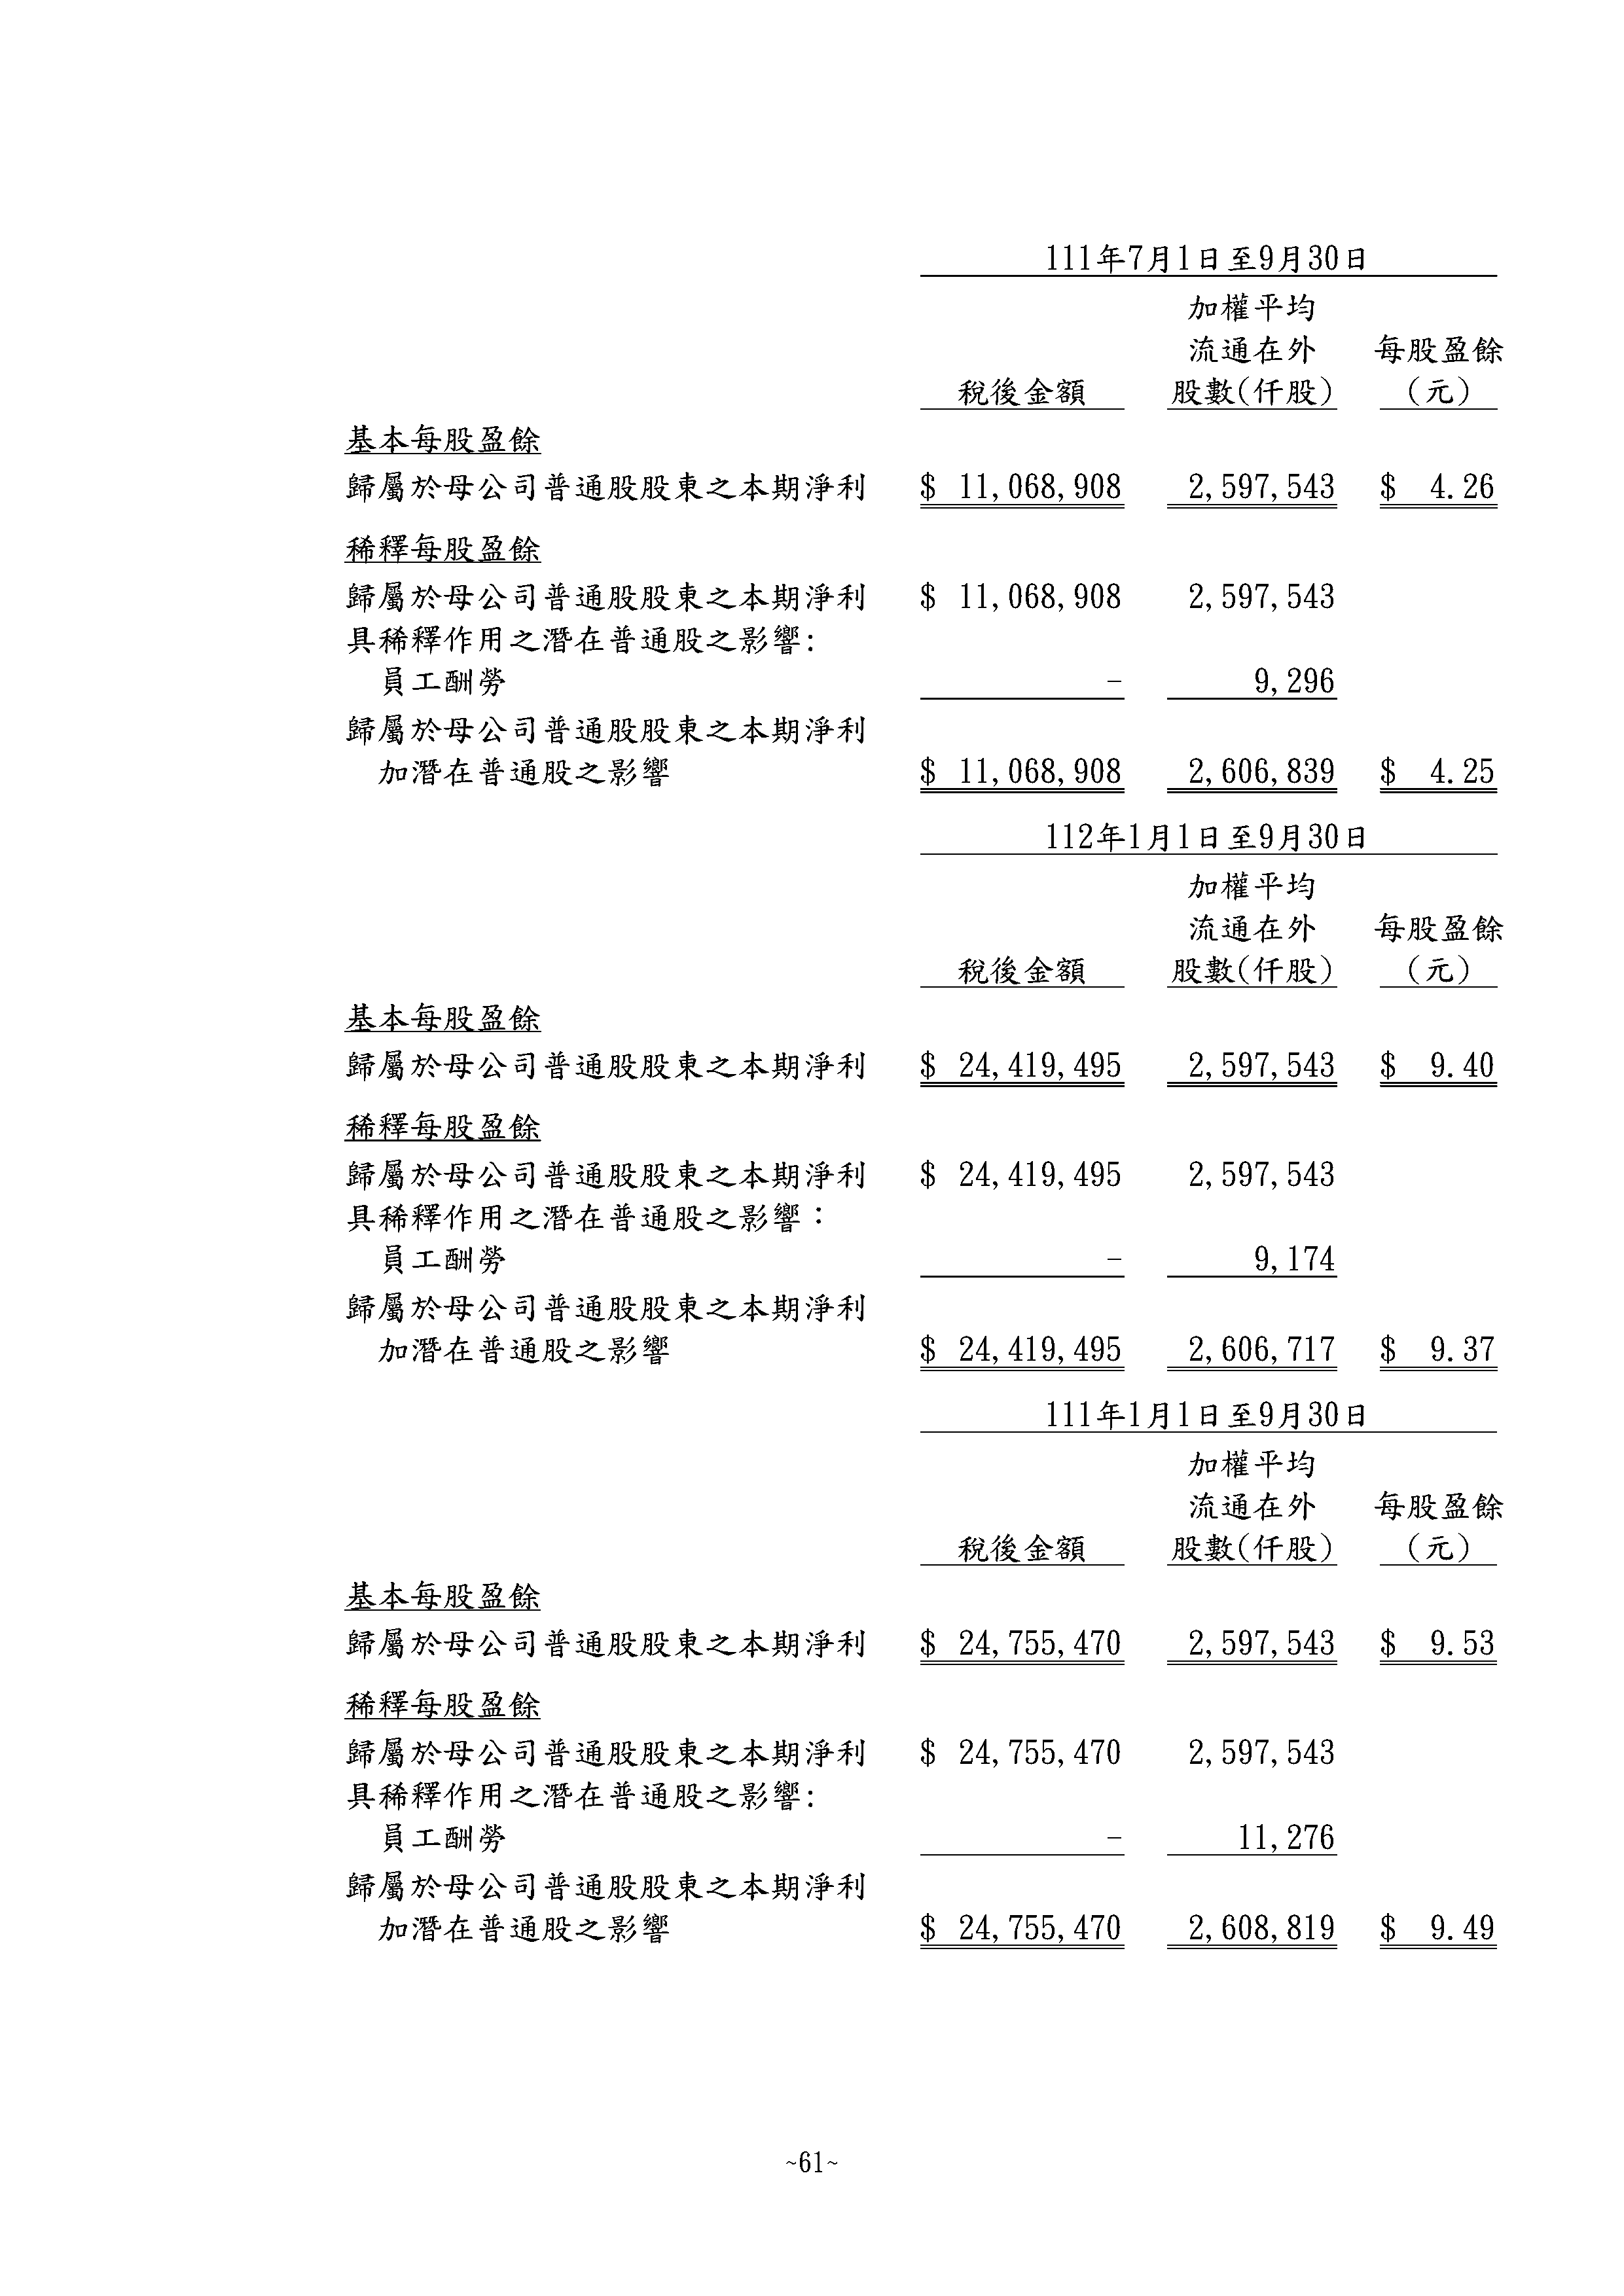 111年7月1日至9月30日
加權平均
流通在外 每股盈餘
稅後金額 股數(仟股) (元)
基本每股盈餘
歸屬於母公司普通股股東之本期淨利 $ 11,068,908 2,597,543 $ 4.26
稀釋每股盈餘
歸屬於母公司普通股股東之本期淨利 $ 11,068,908 2,597,543
具稀釋作用之潛在普通股之影響:
員工酬勞 - 9,296
歸屬於母公司普通股股東之本期淨利
加潛在普通股之影響 $ 11,068,908 2,606,839 $ 4.25
112年1月1日至9月30日
加權平均
流通在外 每股盈餘
稅後金額 股數(仟股) (元)
基本每股盈餘
歸屬於母公司普通股股東之本期淨利 $ 24,419,495 2,597,543 $ 9.40
稀釋每股盈餘
歸屬於母公司普通股股東之本期淨利 $ 24,419,495 2,597,543
具稀釋作用之潛在普通股之影響：
員工酬勞 - 9,174
歸屬於母公司普通股股東之本期淨利
加潛在普通股之影響 $ 24,419,495 2,606,717 $ 9.37
111年1月1日至9月30日
加權平均
流通在外 每股盈餘
稅後金額 股數(仟股) (元)
基本每股盈餘
歸屬於母公司普通股股東之本期淨利 $ 24,755,470 2,597,543 $ 9.53
稀釋每股盈餘
歸屬於母公司普通股股東之本期淨利 $ 24,755,470 2,597,543
具稀釋作用之潛在普通股之影響:
員工酬勞 - 11,276
歸屬於母公司普通股股東之本期淨利
加潛在普通股之影響 $ 24,755,470 2,608,819 $ 9.49
~61~